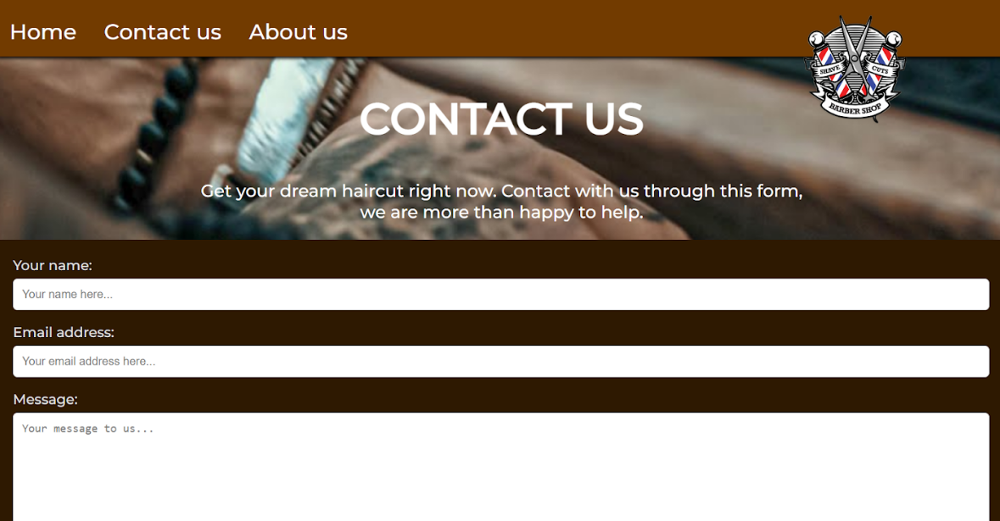 Home Contact us About us
SHAVE CUTS
BARBER SHOP
CONTACT US
Get your dream haircut right now. Contact with us through this form,
we are more than happy to help.
Your name:
Your name here...
Email address:
Your email address here...
Message:
Your message to us...